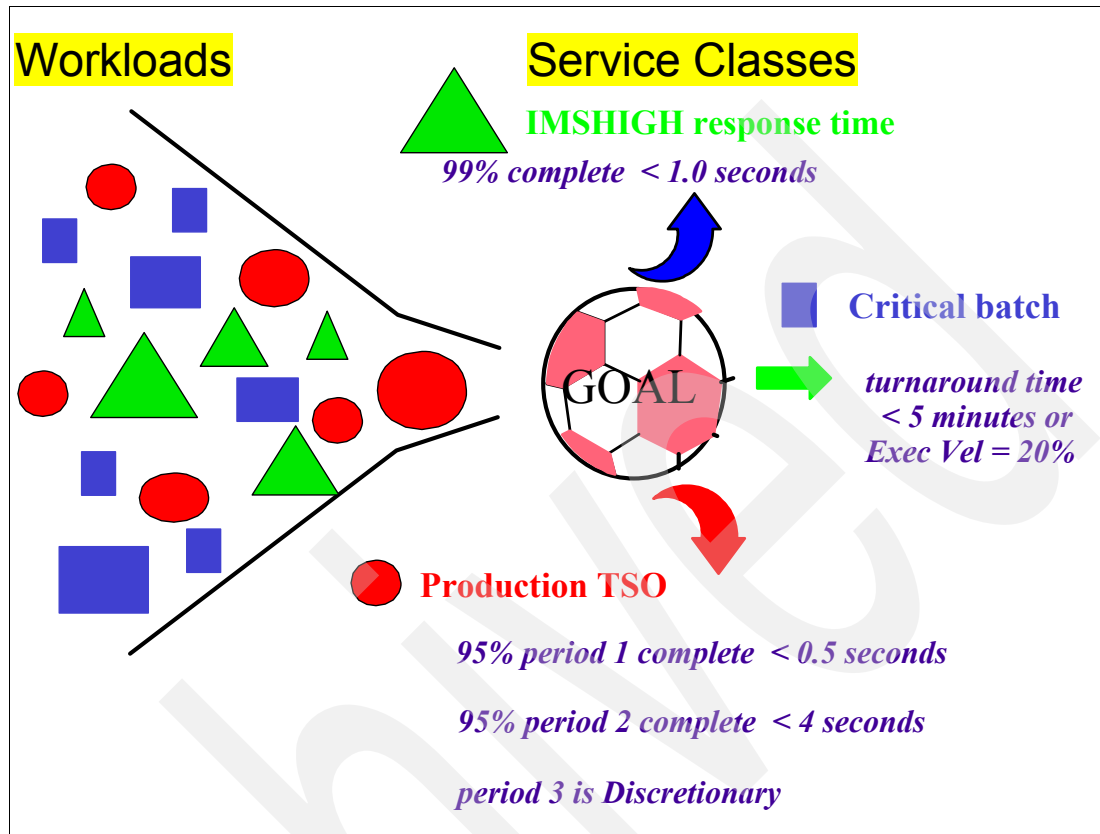 Workloads
Service Classes
IMSHIGH response time
99% complete < 1.0 seconds
GOAL
Critical batch
turnaround time
< 5 minutes or
Exec Vel = 20%
Production TSO
95% period 1 complete < 0.5 seconds
95% period 2 complete < 4 seconds
period 3 is Discretionary
hived